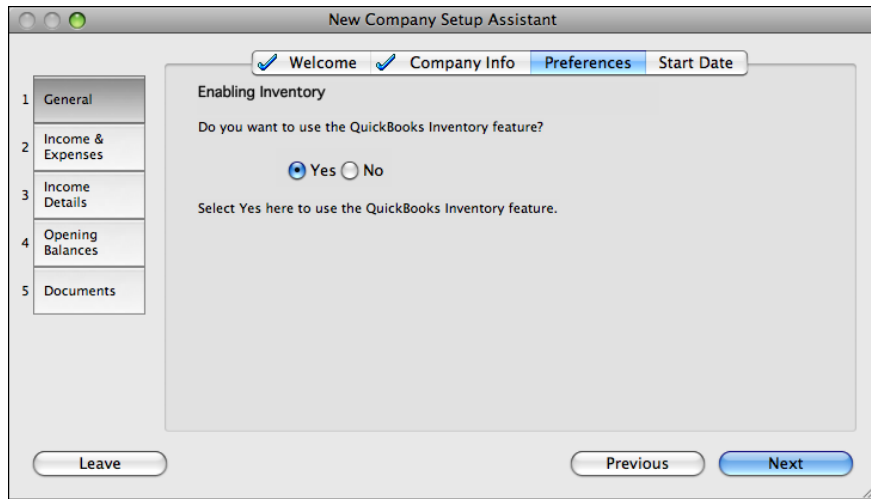 New Company Setup Assistant
Welcome Company Info Preferences Start Date
1 General
2 Income &
Expenses
3 Income
Details
4 Opening
Balances
5 Documents
Enabling Inventory
Do you want to use the QuickBooks Inventory feature?
Yes No
Select Yes here to use the QuickBooks Inventory feature.
Leave Previous Next